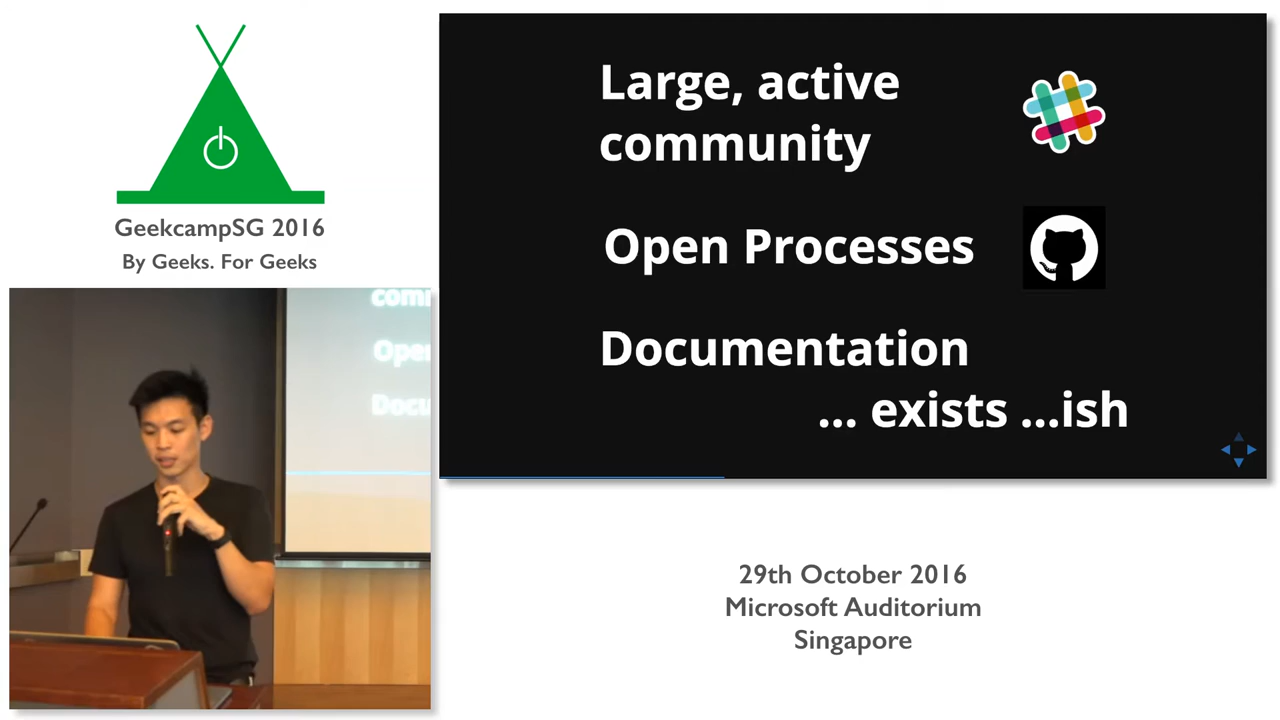 GeekcampSG 2016
By Geeks. For Geeks
Large, active
community
Open Processes
Documentation
... exists ...ish
29th October 2016
Microsoft Auditorium
Singapore